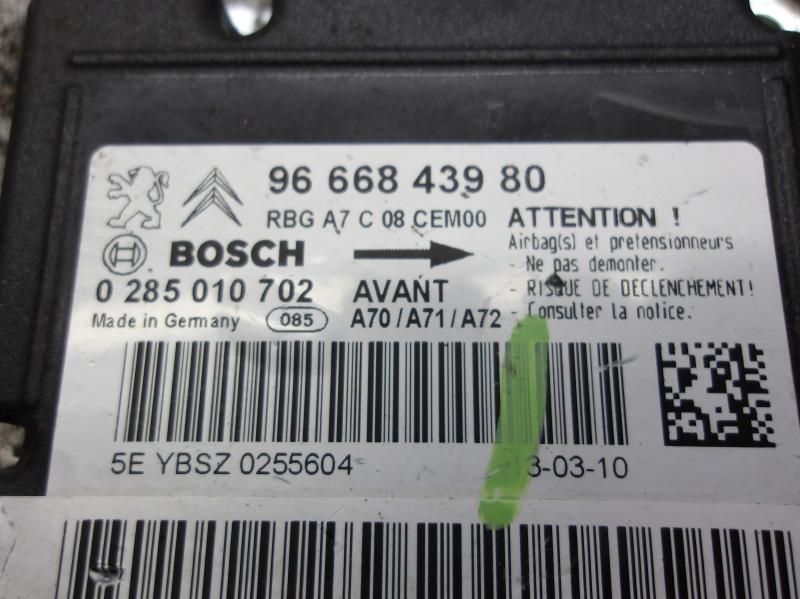 96 668 439 80
RBG A7 C 08 CEM00
BOSCH
0 285 010 702
Made in Germany 085
AVANT
A70/A71/A72
ATTENTION !
Airbag(s) et pretensionneurs
- Ne pas demonter.
- RISQUE DE DECLENCHEMENT!
- Consulter la notice.
5E YBSZ 0255604
13-03-10